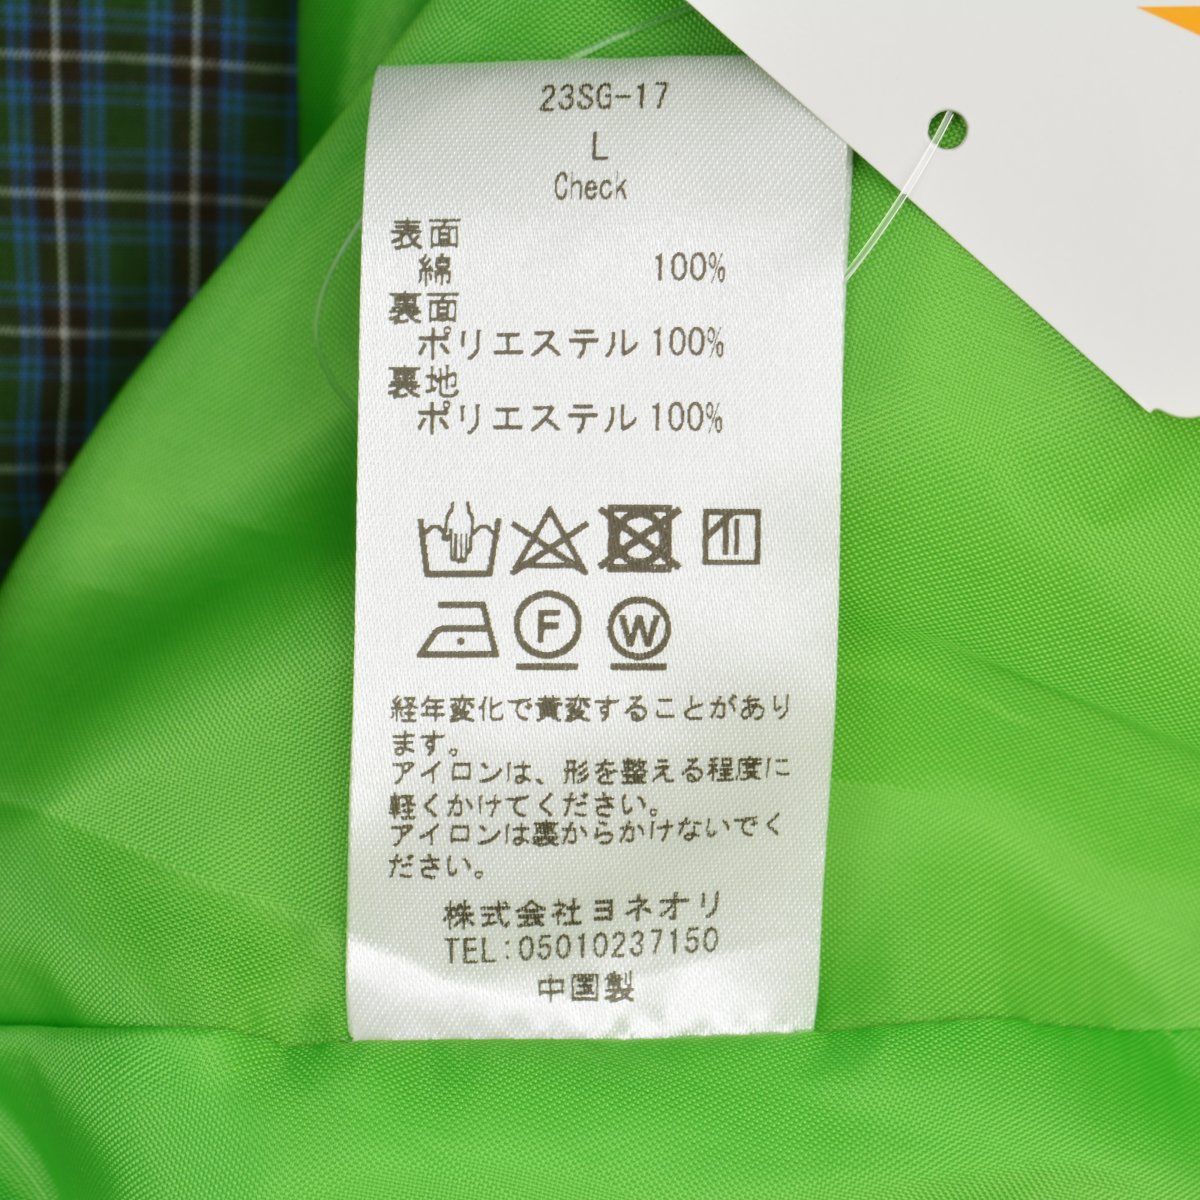 23SG-17
L
Check
表面
綿 100%
裏面
ポリエステル 100%
裏地
ポリエステル 100%
F W
経年変化で黄変することがあり
ます。
アイロンは、形を整える程度に
軽くかけてください。
アイロンは裏からかけないでく
ださい。
株式会社ヨネオリ
TEL:05010237150
中国製